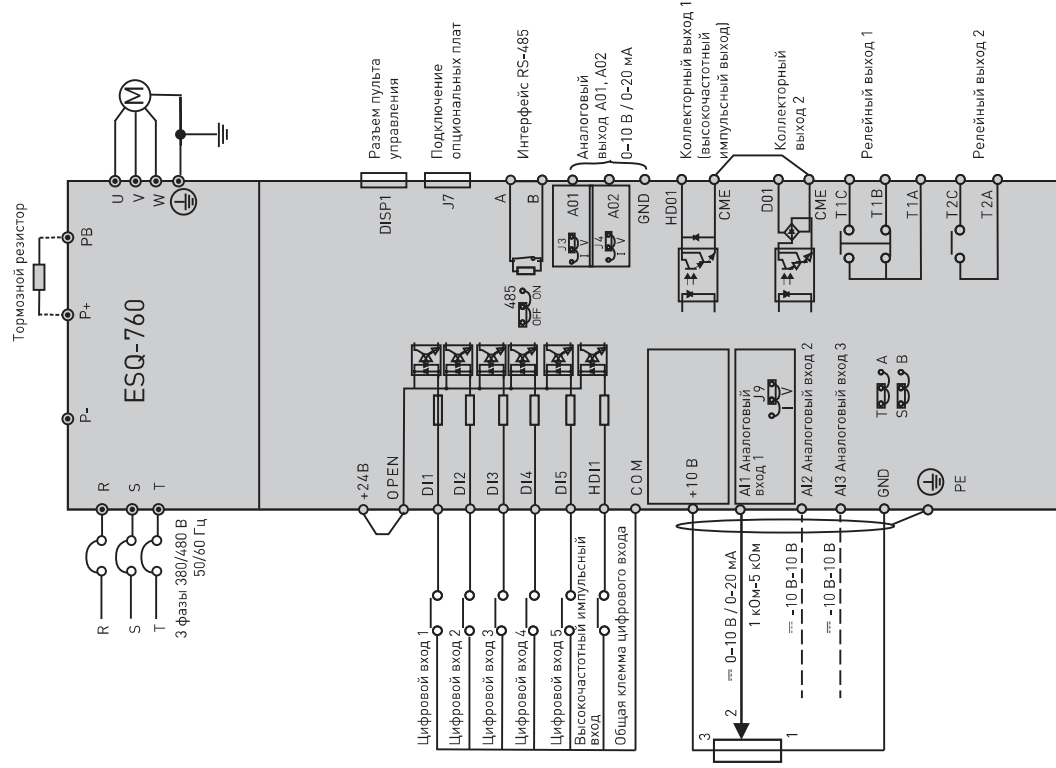 Тормозной резистор
P-
P+
PB
ESQ-760
R
S
T
R
S
T
3 фазы 380/480 В
50/60 Гц
U
V
W
M
+24В
OPEN
DI1
DI2
DI3
DI4
DI5
HDI1
COM
Цифровой вход 1
Цифровой вход 2
Цифровой вход 3
Цифровой вход 4
Цифровой вход 5
Высокочастотный импульсный
вход
Общая клемма цифрового входа
+10 В
AI1 Аналоговый
вход 1
J9
I
V
AI2 Аналоговый вход 2
AI3 Аналоговый вход 3
GND
PE
0-10 В / 0-20 мА
1 кОм-5 кОм
-10 В-10 В
-10 В-10 В
3
2
1
T
A
S
B
DISP1
Разъем пульта
управления
J7
Подключение
опциональных плат
A
B
Интерфейс RS-485
485
OFF
ON
J3
I
V
A01
J4
I
V
A02
GND
Аналоговый
выход A01, A02
0-10 В / 0-20 мА
HD01
CME
Коллекторный выход 1
(высокочастотный
импульсный выход)
D01
CME
Коллекторный
выход 2
T1C
T1B
T1A
Релейный выход 1
T2C
T2A
Релейный выход 2